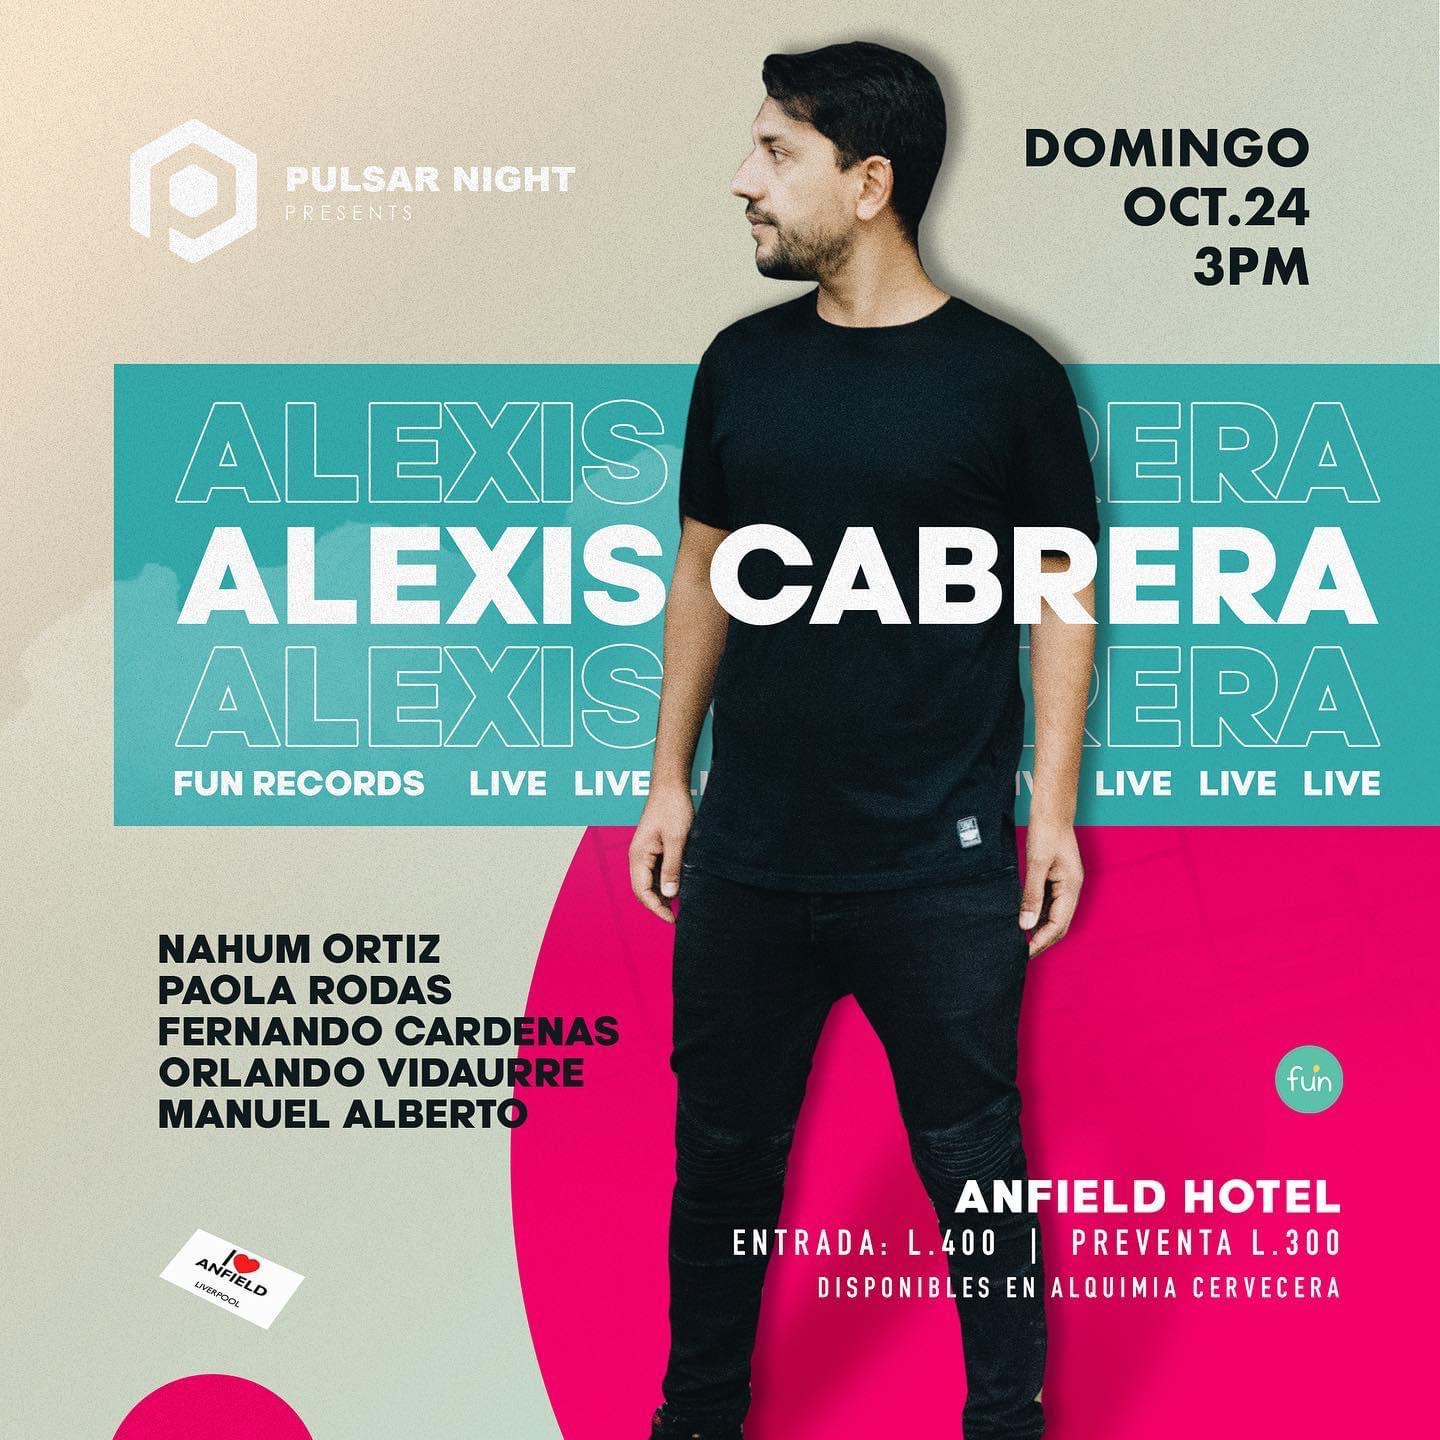 PULSAR NIGHT
PRESENTS
DOMINGO
OCT.24
3PM
ALEXIS RERA
ALEXIS CABRERA
ALEXIS RERA
FUN RECORDS LIVE LIVE LIVE LIVE LIVE
NAHUM ORTIZ
PAOLA RODAS
FERNANDO CARDENAS
ORLANDO VIDAURRE
MANUEL ALBERTO
fun
ANFIELD HOTEL
ENTRADA: L.400 | PREVENTA L.300
DISPONIBLES EN ALQUIMIA CERVECERA
I ❤ 
ANFIELD
LIVERPOOL